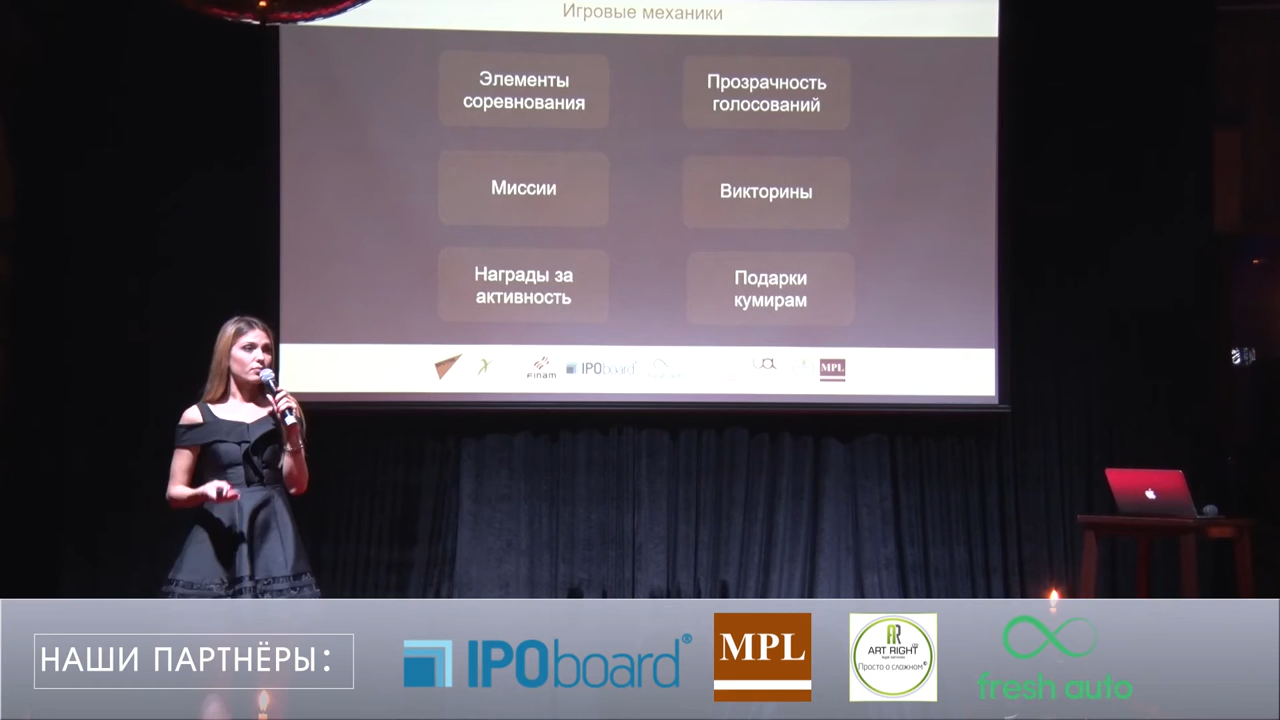 Игровые механики
Элементы
соревнования
Прозрачность
голосований
Миссии
Викторины
Награды за
активность
Подарки
кумирам
FINAM
IPOboard
MPL
НАШИ ПАРТНЁРЫ:
IPOboard®
MPL
AR
ART RIGHT
Просто о сложном©
fresh auto